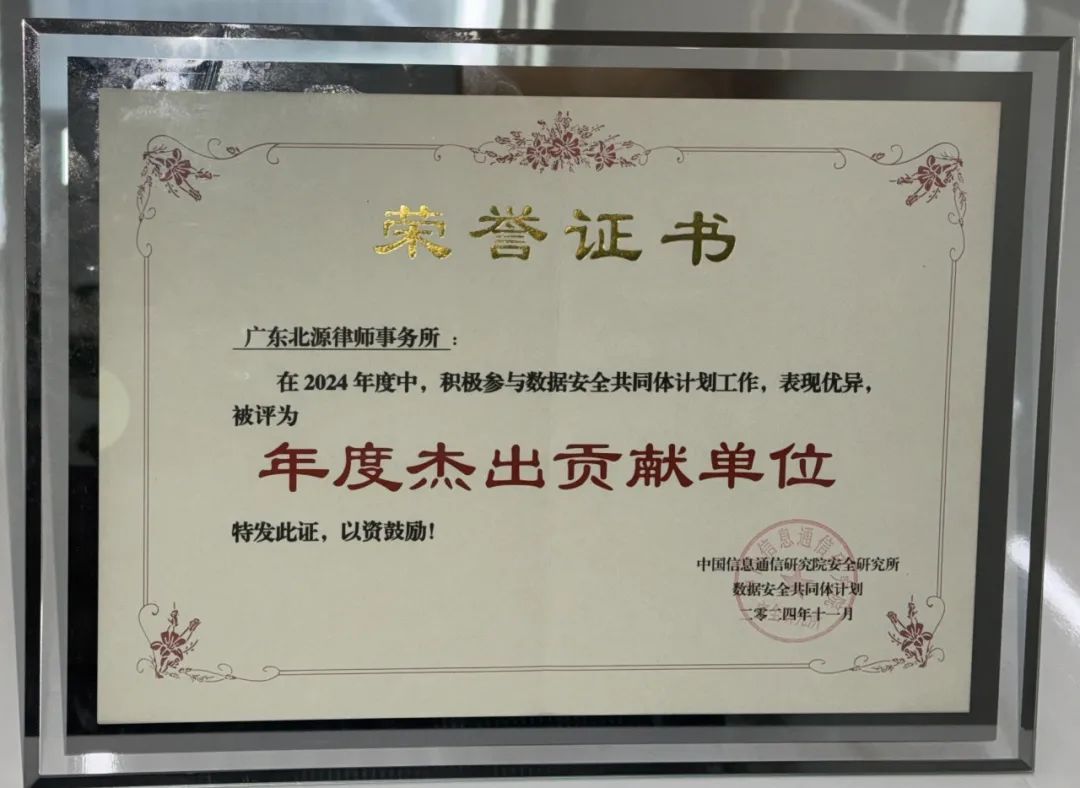 荣誉证书
广东北源律师事务所：
在 2024 年度中，积极参与数据安全共同体计划工作，表现优异，
被评为
年度杰出贡献单位
特发此证，以资鼓励！
中国信息通信研究院安全研究所
数据安全共同体计划
二零二四年十一月